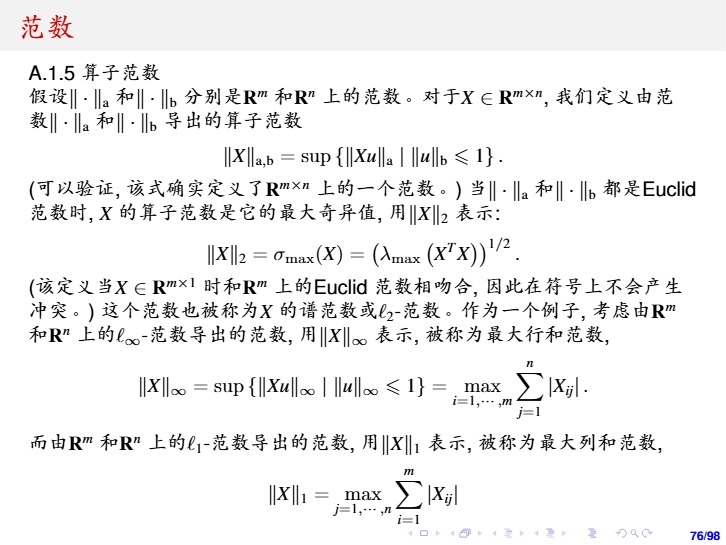 范数
A.1.5 算子范数
假设‖·‖a 和‖·‖b 分别是Rᵐ 和Rⁿ 上的范数。对于X ∈ Rᵐˣⁿ, 我们定义由范
数‖·‖a 和‖·‖b 导出的算子范数
‖X‖a,b = sup {‖Xu‖a | ‖u‖b ⩽ 1} .
(可以验证, 该式确实定义了Rᵐˣⁿ 上的一个范数。) 当‖·‖a 和‖·‖b 都是Euclid
范数时, X 的算子范数是它的最大奇异值, 用‖X‖₂ 表示:
‖X‖₂ = σmax(X) = (λmax (XᵀX))^1/2 .
(该定义当X ∈ Rᵐˣ¹ 时和Rᵐ 上的Euclid 范数相吻合, 因此在符号上不会产生
冲突。) 这个范数也被称为X 的谱范数或ℓ₂-范数。作为一个例子, 考虑由Rᵐ
和Rⁿ 上的ℓ∞-范数导出的范数, 用‖X‖∞ 表示, 被称为最大行和范数,
‖X‖∞ = sup {‖Xu‖∞ | ‖u‖∞ ⩽ 1} = max i=1,··· ,m ∑ j=1 n |Xij| .
而由Rᵐ 和Rⁿ 上的ℓ₁-范数导出的范数, 用‖X‖₁ 表示, 被称为最大列和范数,
‖X‖₁ = max j=1,··· ,n ∑ i=1 m |Xij|
76/98